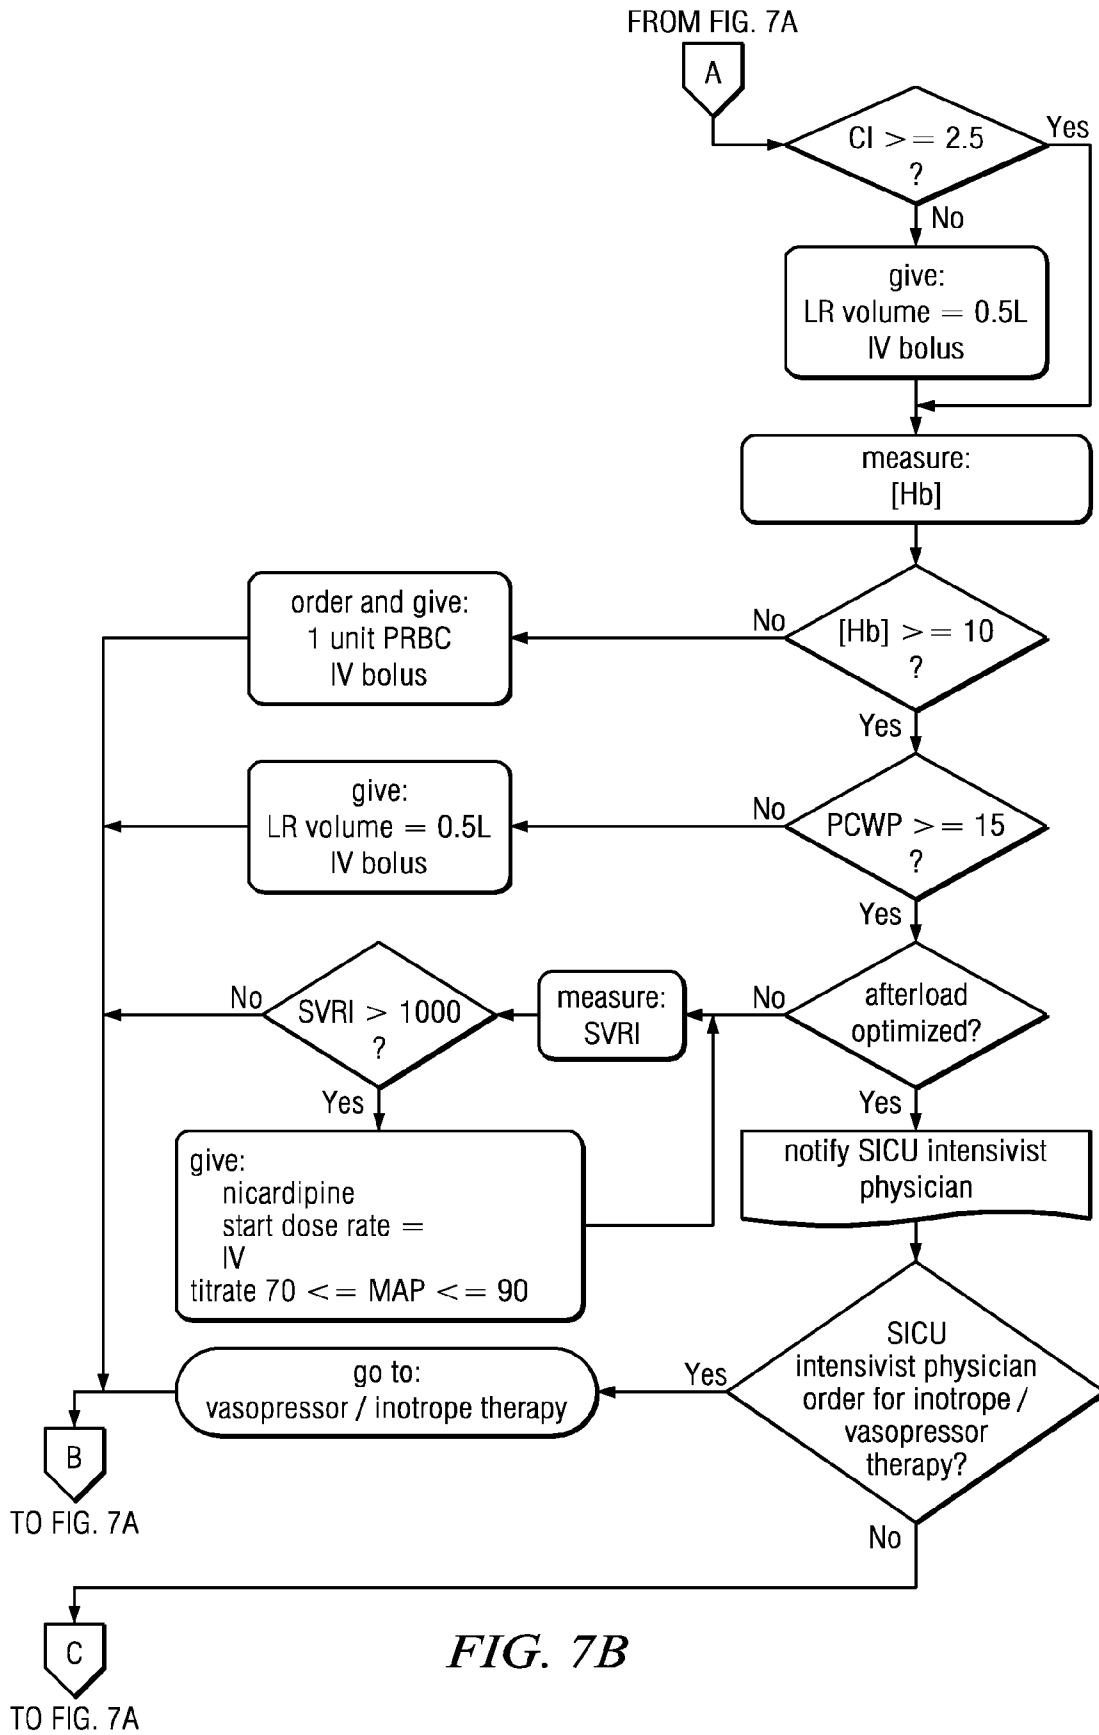 FROM FIG. 7A
A
CI >= 2.5
?
Yes
No
give:
LR volume = 0.5L
IV bolus
measure:
[Hb]
order and give:
1 unit PRBC
IV bolus
No
[Hb] >= 10
?
Yes
give:
LR volume = 0.5L
IV bolus
No
PCWP >= 15
?
Yes
No
SVRI > 1000
?
measure:
SVRI
No
afterload
optimized?
Yes
Yes
give:
nicardipine
start dose rate =
IV
titrate 70 <= MAP <= 90
notify SICU intensivist
physician
go to:
vasopressor / inotrope therapy
Yes
SICU
intensivist physician
order for inotrope /
vasopressor
therapy?
B
TO FIG. 7A
No
C
TO FIG. 7A
FIG. 7B